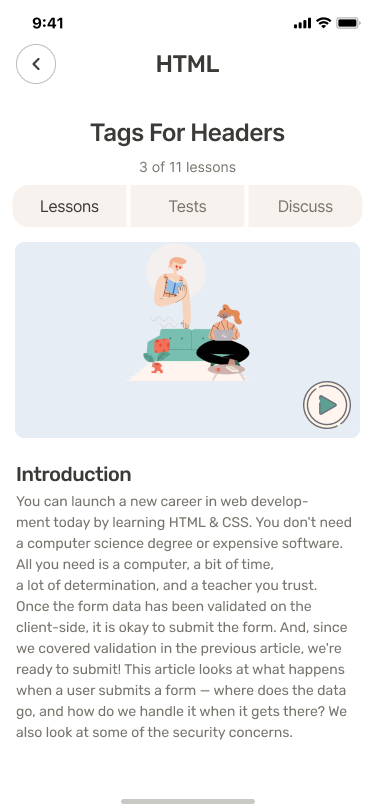 9:41
HTML
Tags For Headers
3 of 11 lessons
Lessons Tests Discuss
Introduction
You can launch a new career in web develop-
ment today by learning HTML & CSS. You don't need
a computer science degree or expensive software.
All you need is a computer, a bit of time,
a lot of determination, and a teacher you trust.
Once the form data has been validated on the
client-side, it is okay to submit the form. And, since
we covered validation in the previous article, we're
ready to submit! This article looks at what happens
when a user submits a form — where does the data
go, and how do we handle it when it gets there? We
also look at some of the security concerns.